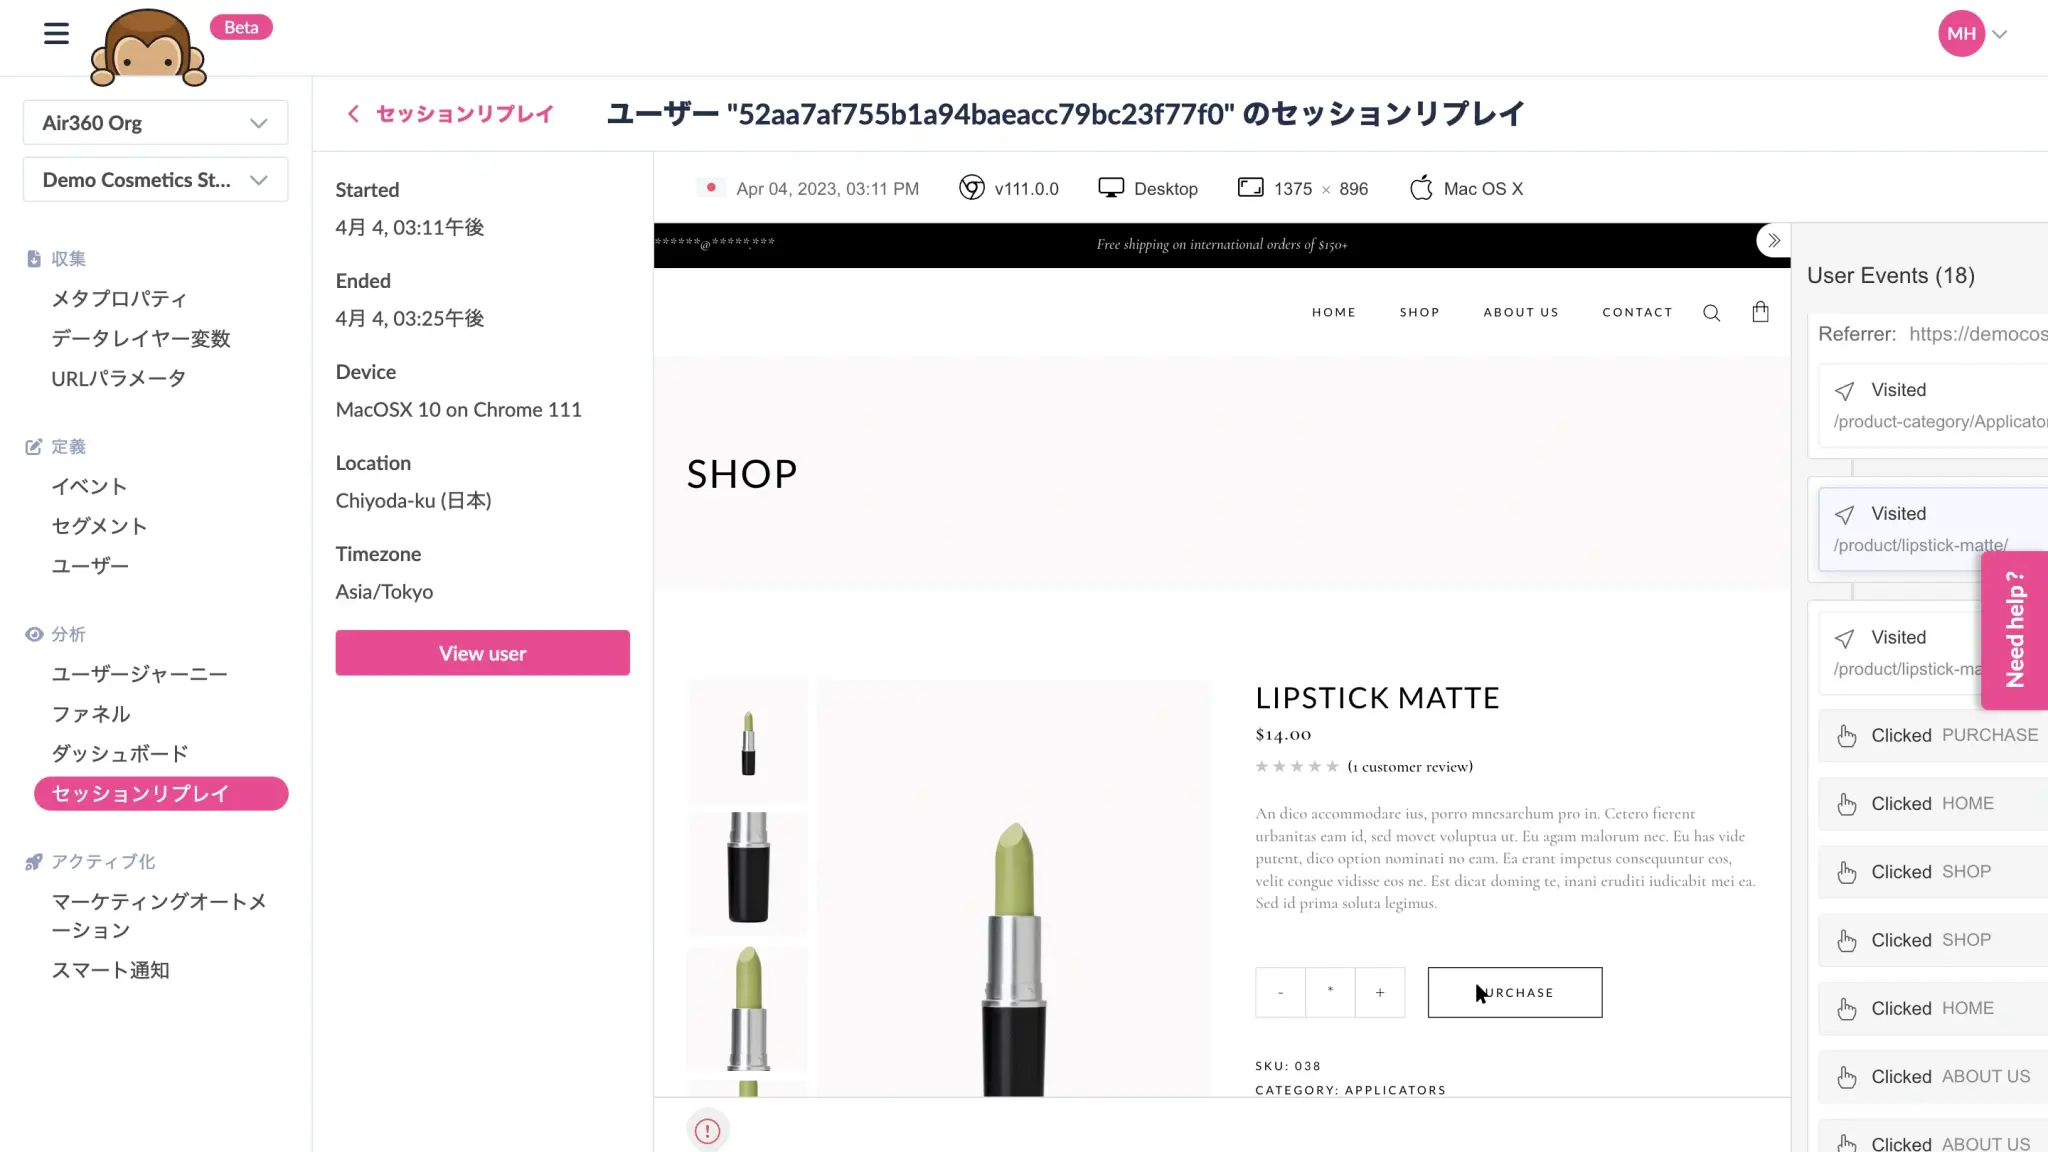 Beta
MH
Air360 Org
Demo Cosmetics St...
収集
メタプロパティ
データレイヤー変数
URLパラメータ
定義
イベント
セグメント
ユーザー
分析
ユーザージャーニー
ファネル
ダッシュボード
セッションリプレイ
アクティブ化
マーケティングオートメ
ーション
スマート通知
セッションリプレイ
ユーザー "52aa7af755b1a94baeacc79bc23f77f0" のセッションリプレイ
Started
4月 4, 03:11午後
Ended
4月 4, 03:25午後
Device
MacOSX 10 on Chrome 111
Location
Chiyoda-ku (日本)
Timezone
Asia/Tokyo
View user
Apr 04, 2023, 03:11 PM
v111.0.0
Desktop
1375 × 896
Mac OS X
******@*****.***
Free shipping on international orders of $150+
HOME
SHOP
ABOUT US
CONTACT
SHOP
LIPSTICK MATTE
$14.00
(1 customer review)
An dico accommodare ius, porro mnesarchum pro in. Cetero fierent
urbanitas eam id, sed movet voluptua ut. Eu agam malorum nec. Eu has vide
putent, dico option nominati no eam. Ea erant impetus consequuntur eos,
velit congue vidisse eos ne. Est dicat doming te, inani eruditi iudicabit mei ea.
Sed id prima soluta legimus.
- * +
URCHASE
SKU: 038
CATEGORY: APPLICATORS
User Events (18)
Referrer: https://democos
Visited
/product-category/Applicator
Visited
/product/lipstick-matte/
Visited
/product/lipstick-ma
Clicked PURCHASE
Clicked HOME
Clicked SHOP
Clicked SHOP
Clicked HOME
Clicked ABOUT US
Clicked ABOUT US
Need help?